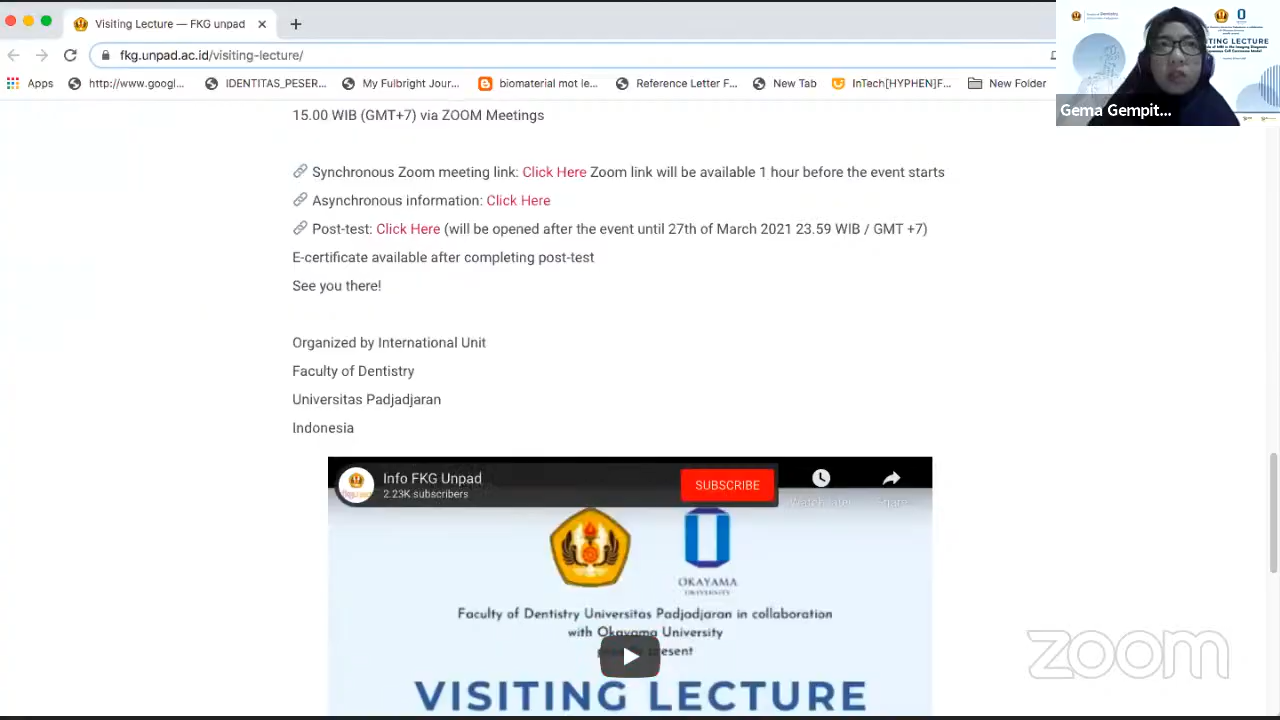 Visiting Lecture — FKG unpad
fkg.unpad.ac.id/visiting-lecture/
Apps
http://www.googl...
IDENTITAS_PESER...
My Fulbright Jour...
biomaterial mot le...
Reference Letter F...
New Tab
InTech[HYPHEN]F...
New Folder
VISITING LECTURE
Gema Gempit...
15.00 WIB (GMT+7) via ZOOM Meetings
Synchronous Zoom meeting link: Click Here Zoom link will be available 1 hour before the event starts
Asynchronous information: Click Here
Post-test: Click Here (will be opened after the event until 27th of March 2021 23.59 WIB / GMT +7)
E-certificate available after completing post-test
See you there!
Organized by International Unit
Faculty of Dentistry
Universitas Padjadjaran
Indonesia
Info FKG Unpad
2.23K subscribers
SUBSCRIBE
Watch later
Share
OKAYAMA
UNIVERSITY
Faculty of Dentistry Universitas Padjadjaran in collaboration
with Okayama University
present
VISITING LECTURE
zoom